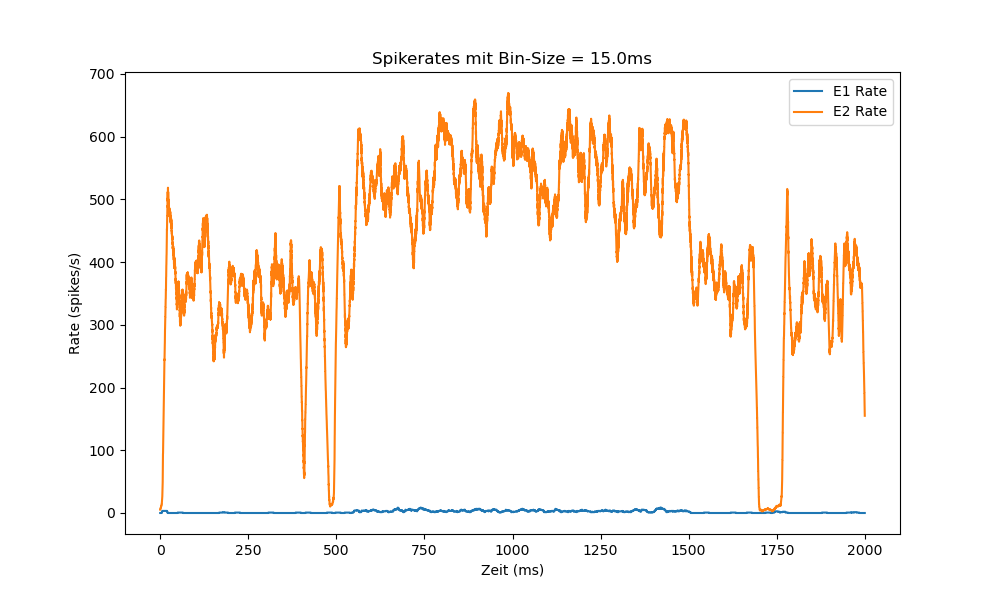 Spikerates mit Bin-Size = 15.0ms
E1 Rate
E2 Rate
Rate (spikes/s)
700
600
500
400
300
200
100
0
0 250 500 750 1000 1250 1500 1750 2000
Zeit (ms)